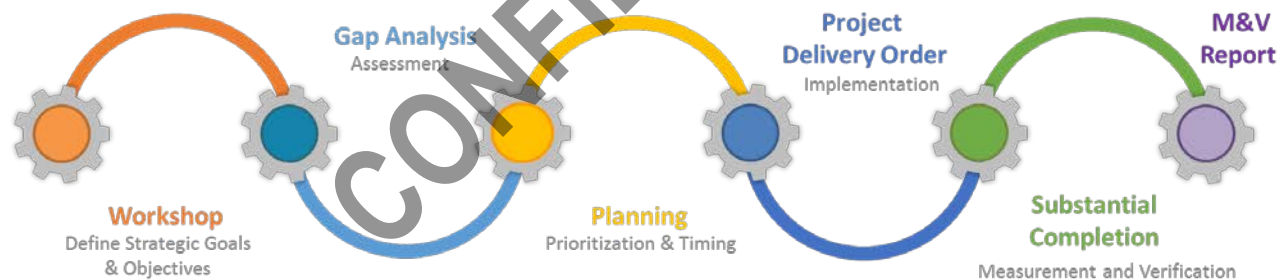 Workshop
Define Strategic Goals
& Objectives
Gap Analysis
Assessment
Planning
Prioritization & Timing
Project
Delivery Order
Implementation
Substantial
Completion
Measurement and Verification
M&V
Report